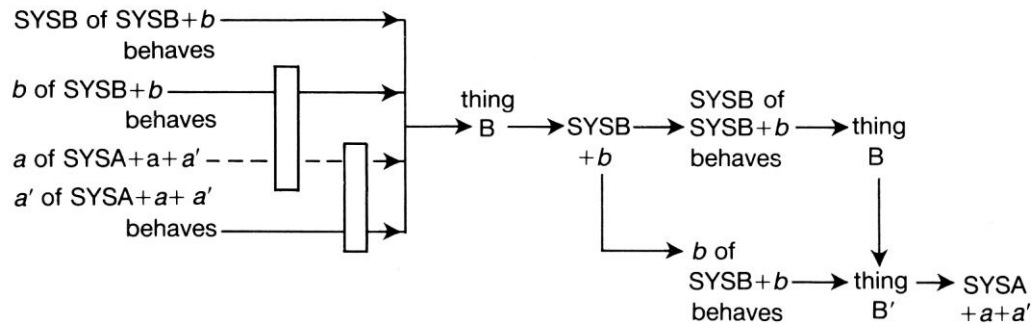 SYSB of SYSB+b
behaves
b of SYSB+b
behaves
a of SYSA+a+a′
a′ of SYSA+a+ a′
behaves
thing
B
SYSB
+b
SYSB of
SYSB+b
behaves
thing
B
b of
SYSB+b
behaves
thing
B′
SYSA
+a+a′